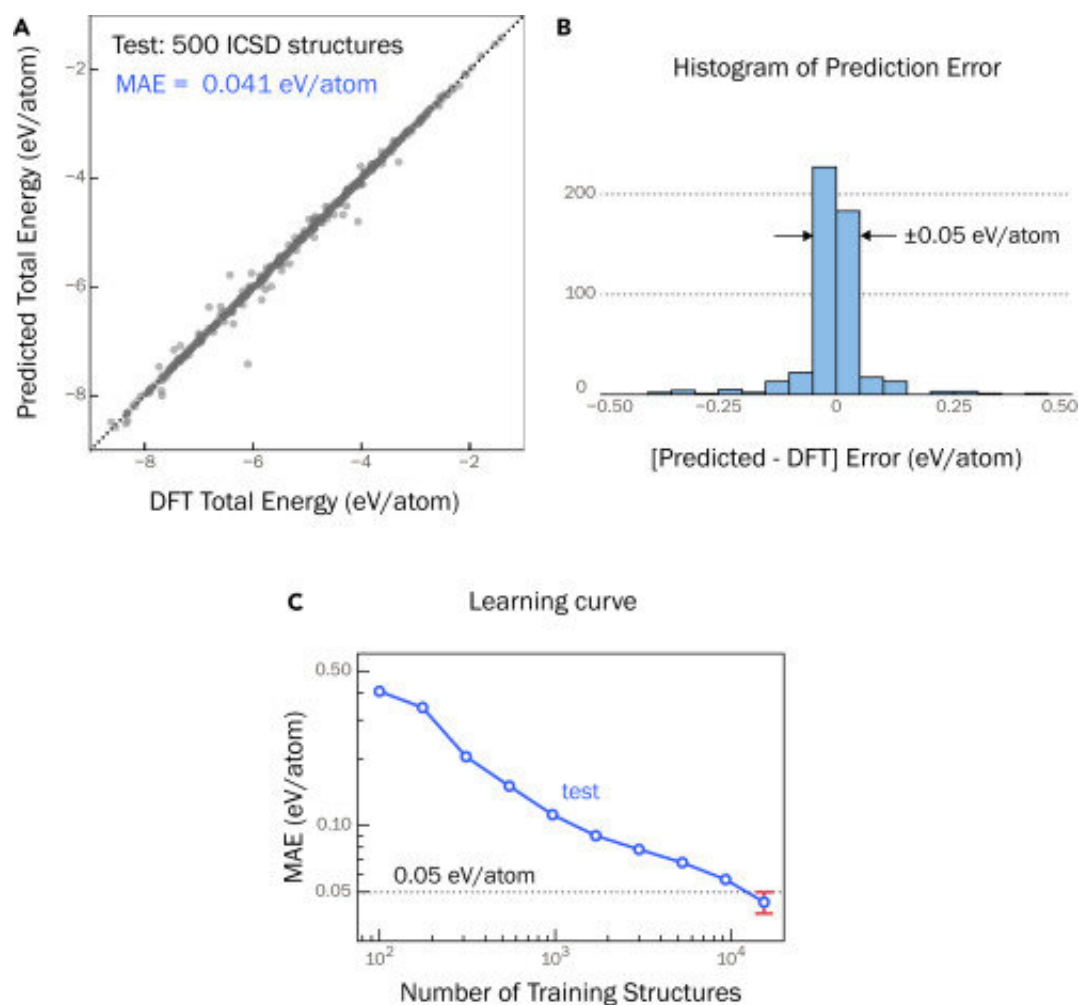 A
Test: 500 ICSD structures
MAE = 0.041 eV/atom
Predicted Total Energy (eV/atom)
−2
−4
−6
−8
−8 −6 −4 −2
DFT Total Energy (eV/atom)
B
Histogram of Prediction Error
200
±0.05 eV/atom
100
0
−0.50 −0.25 0 0.25 0.50
[Predicted - DFT] Error (eV/atom)
C
Learning curve
MAE (eV/atom)
0.50
test
0.10
0.05 eV/atom
0.05
10² 10³ 10⁴
Number of Training Structures